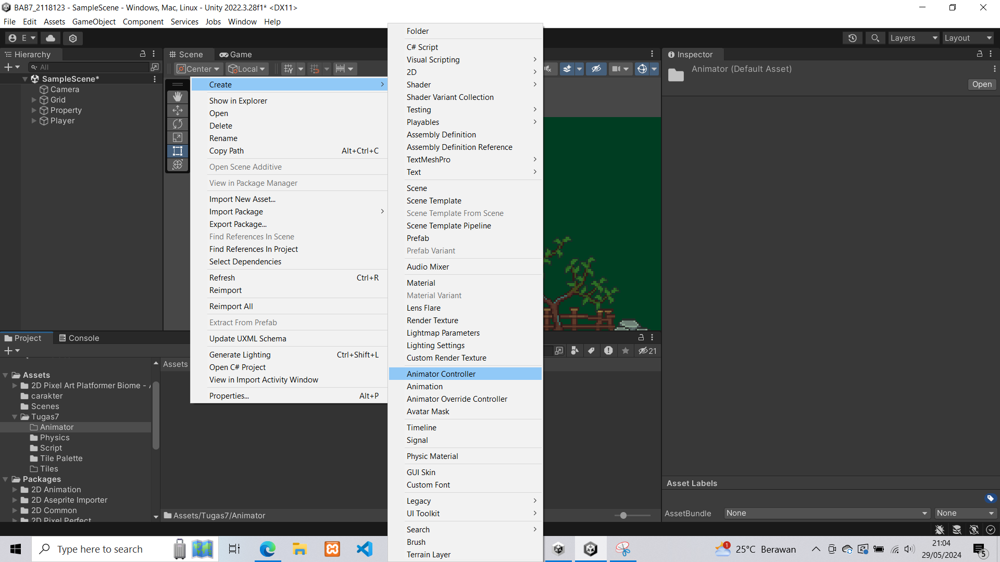 BAB7_2118123 - SampleScene - Windows, Mac, Linux - Unity 2022.3.28f1* <DX11>
File Edit Assets GameObject Component Services Jobs Window Help
E
Layers
Layout
Hierarchy
All
SampleScene*
Camera
Grid
Property
Player
Scene
Game
Center
Local
Create
Show in Explorer
Open
Delete
Rename
Copy Path Alt+Ctrl+C
Open Scene Additive
View in Package Manager
Import New Asset...
Import Package
Export Package...
Find References In Scene
Find References In Project
Select Dependencies
Refresh Ctrl+R
Reimport
Reimport All
Extract From Prefab
Update UXML Schema
Generate Lighting Ctrl+Shift+L
Open C# Project
View in Import Activity Window
Properties... Alt+P
Folder
C# Script
Visual Scripting
2D
Shader
Shader Variant Collection
Testing
Playables
Assembly Definition
Assembly Definition Reference
TextMeshPro
Text
Scene
Scene Template
Scene Template From Scene
Scene Template Pipeline
Prefab
Prefab Variant
Audio Mixer
Material
Material Variant
Lens Flare
Render Texture
Lightmap Parameters
Lighting Settings
Custom Render Texture
Animator Controller
Animation
Animator Override Controller
Avatar Mask
Timeline
Signal
Physic Material
GUI Skin
Custom Font
Legacy
UI Toolkit
Search
Brush
Terrain Layer
Inspector
Animator (Default Asset)
Open
Asset Labels
AssetBundle None None
Project
Console
21
Assets
Assets
2D Pixel Art Platformer Biome -
carakter
Scenes
Tugas7
Animator
Physics
Script
Tile Palette
Tiles
Packages
2D Animation
2D Aseprite Importer
2D Common
2D Pixel Perfect
Assets/Tugas7/Animator
Type here to search
1
25°C Berawan
21:04
29/05/2024
5